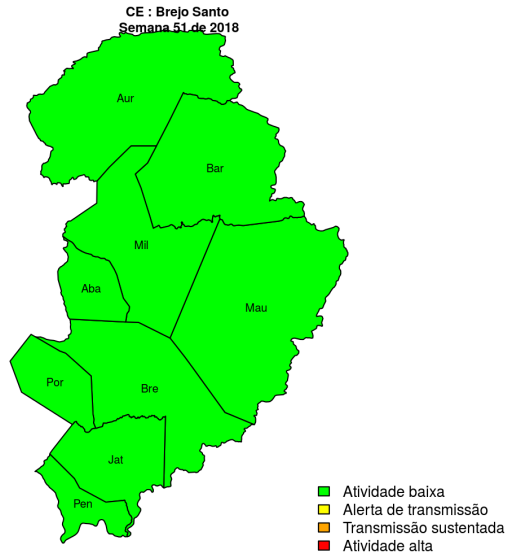 CE : Brejo Santo
Semana 51 de 2018
Aur
Bar
Mil
Aba
Mau
Por
Bre
Jat
Pen
Atividade baixa
Alerta de transmissão
Transmissão sustentada
Atividade alta